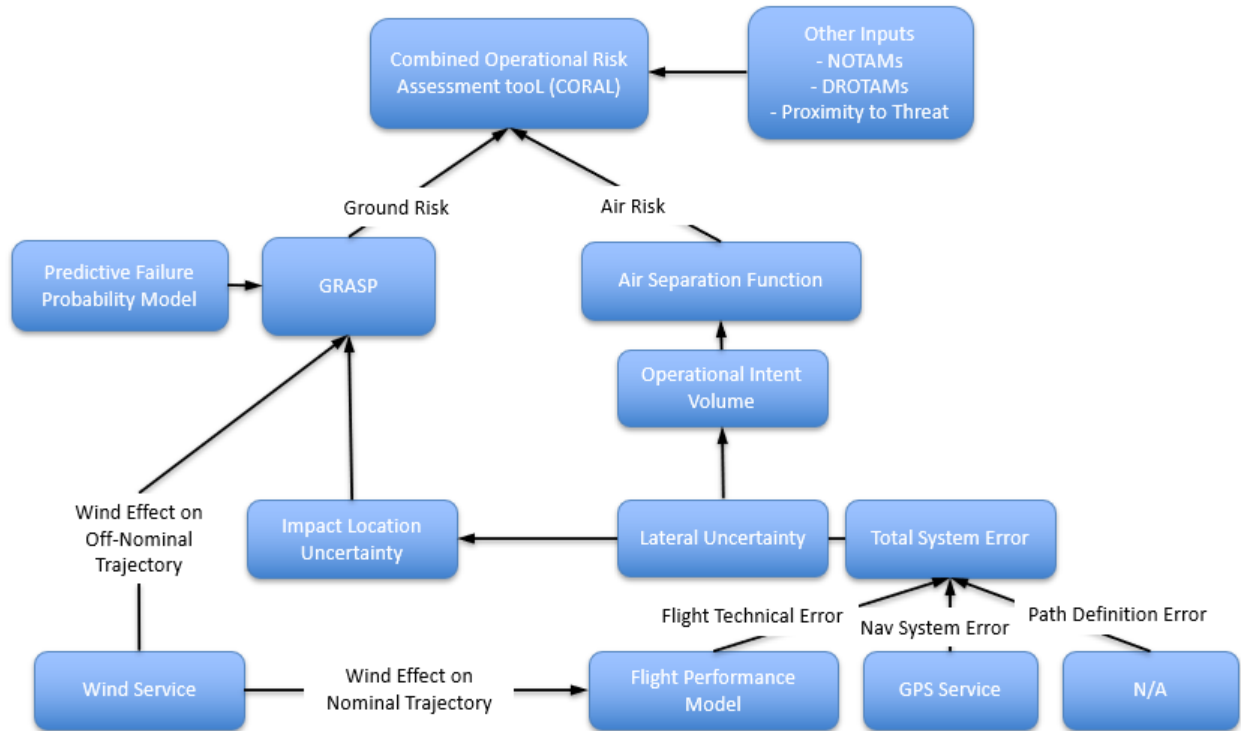 Combined Operational Risk
Assessment tooL (CORAL)
Other Inputs
- NOTAMs
- DROTAMs
- Proximity to Threat
Ground Risk
Air Risk
Predictive Failure
Probability Model
GRASP
Air Separation Function
Operational Intent
Volume
Wind Effect on
Off-Nominal
Trajectory
Impact Location
Uncertainty
Lateral Uncertainty
Total System Error
Flight Technical Error
Nav System Error
Path Definition Error
Wind Service
Wind Effect on
Nominal Trajectory
Flight Performance
Model
GPS Service
N/A